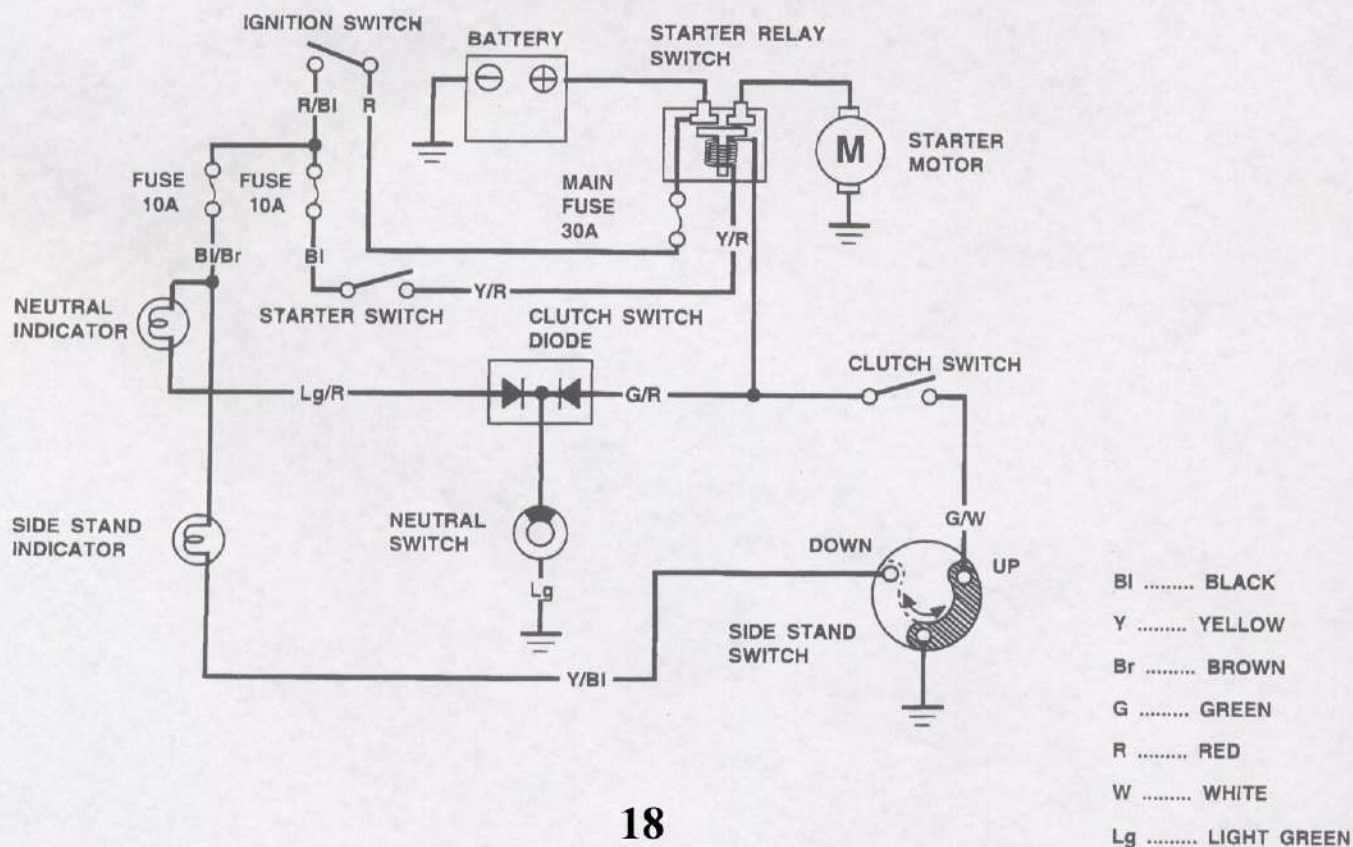 IGNITION SWITCH
BATTERY
STARTER RELAY
SWITCH
R/Bl
R
STARTER
MOTOR
M
FUSE
10A
FUSE
10A
MAIN
FUSE
30A
Y/R
Bl/Br
Bl
NEUTRAL
INDICATOR
STARTER SWITCH
Y/R
CLUTCH SWITCH
DIODE
CLUTCH SWITCH
Lg/R
G/R
SIDE STAND
INDICATOR
NEUTRAL
SWITCH
Lg
G/W
DOWN
UP
SIDE STAND
SWITCH
Y/Bl
Bl ......... BLACK
Y ........ YELLOW
Br ........ BROWN
G ........ GREEN
R ........ RED
W ......... WHITE
Lg ......... LIGHT GREEN
18